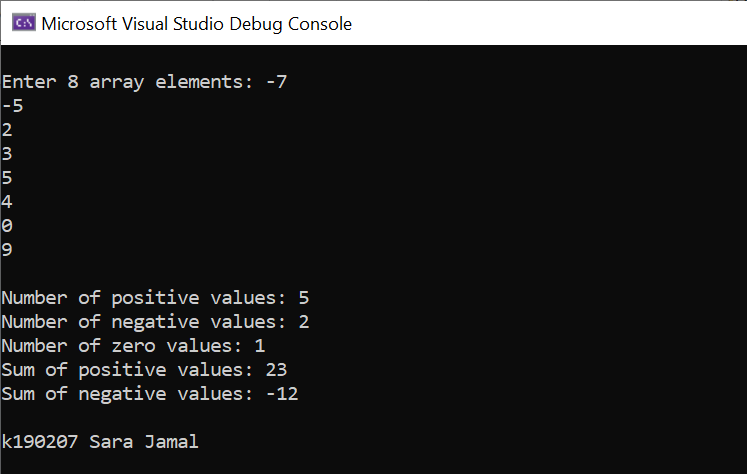 Microsoft Visual Studio Debug Console
Enter 8 array elements: -7
-5
2
3
5
4
0
9
Number of positive values: 5
Number of negative values: 2
Number of zero values: 1
Sum of positive values: 23
Sum of negative values: -12
k190207 Sara Jamal